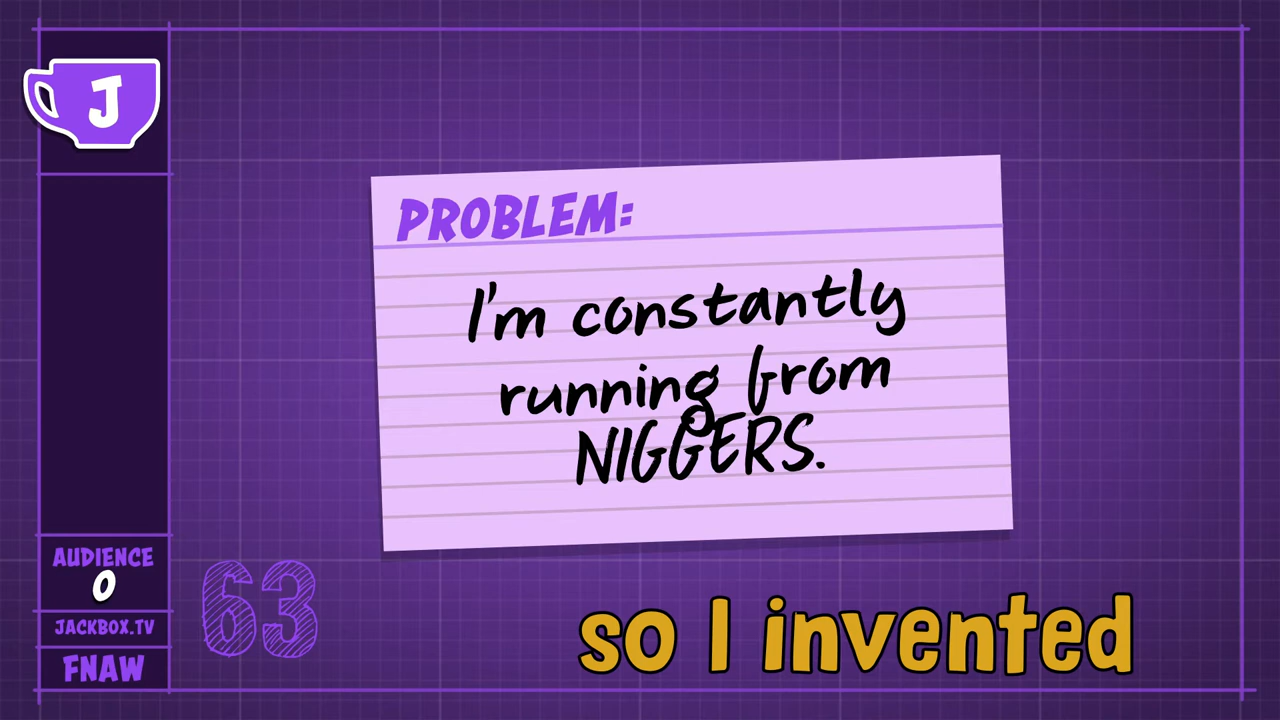 J
PROBLEM:
I'm constantly
running from
NIGGERS.
AUDIENCE
0
JACKBOX.TV
FNAW
63
so I invented